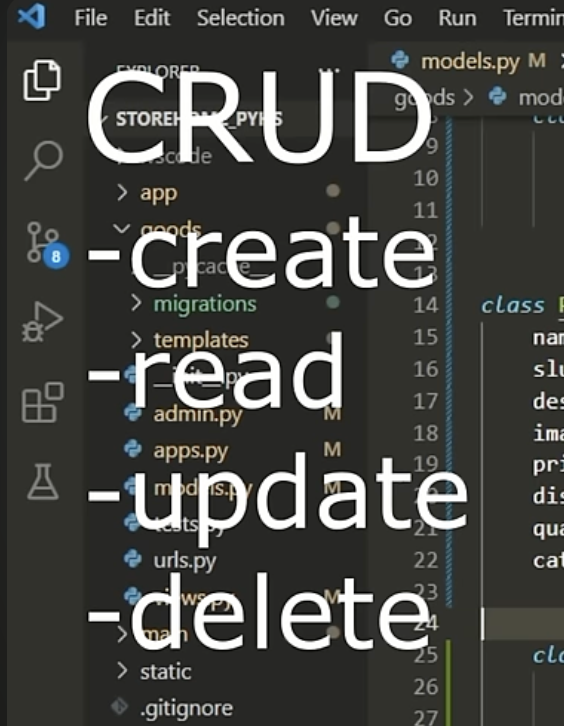 File Edit Selection View Go Run Termin
EXPLORER ...
models.py M
goods > mode
CRUD
STOREHOME_PYHS
.vscode
9
app
10
11
goods
12
-create
__pycache__
13
migrations
14 class
templates
15 nam
-read
__init__.py
16 slu
admin.py M
17 des
18 ima
apps.py M
19 pri
models.py M
20 dis
-update
tests.py
21 qua
urls.py
22 cat
views.py M
23
-delete
main
24
static
25 cla
26
.gitignore
27
8